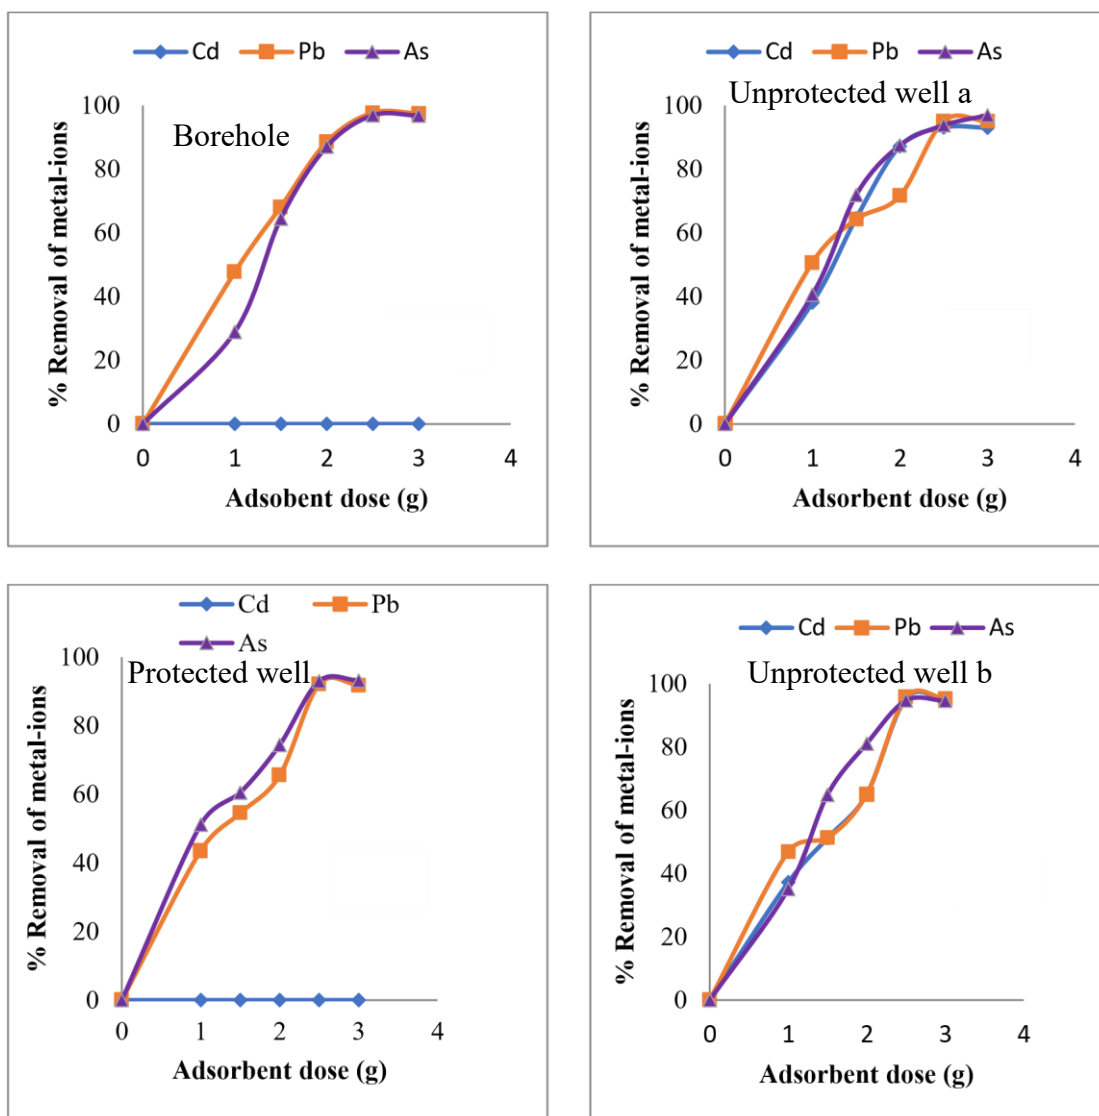 Cd Pb As
Borehole
% Removal of metal-ions
100
80
60
40
20
0
0 1 2 3 4
Adsobent dose (g)
Cd Pb As
Unprotected well a
% Removal of metal-ions
100
80
60
40
20
0
0 1 2 3 4
Adsorbent dose (g)
Cd Pb
As
Protected well
% Removal of metal-ions
100
80
60
40
20
0
0 1 2 3 4
Adsorbent dose (g)
Cd Pb As
Unprotected well b
% Removal of metal-ions
100
80
60
40
20
0
0 1 2 3 4
Adsorbent dose (g)